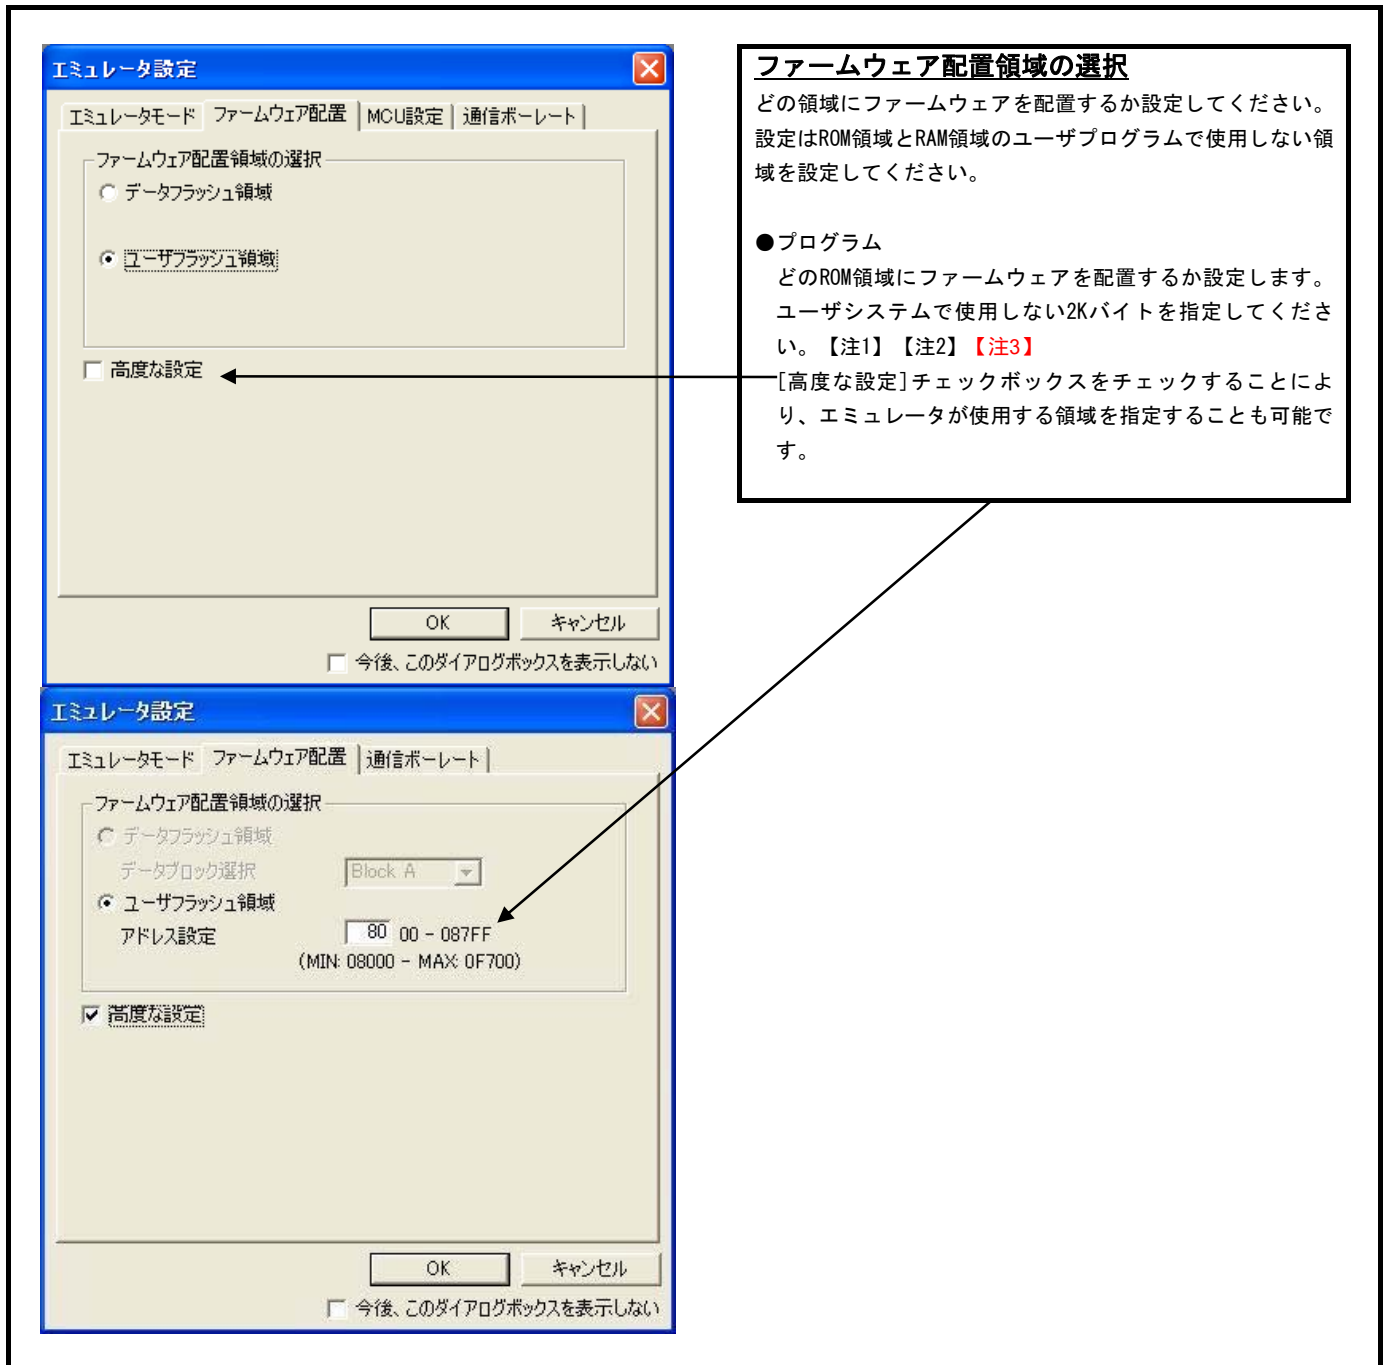 エミュレータ設定
エミュレータモード ファームウェア配置 MCU設定 通信ボーレート
ファームウェア配置領域の選択
データフラッシュ領域
ユーザフラッシュ領域
高度な設定
OK キャンセル
今後、このダイアログボックスを表示しない
ファームウェア配置領域の選択
どの領域にファームウェアを配置するか設定してください。
設定はROM領域とRAM領域のユーザプログラムで使用しない領
域を設定してください。
●プログラム
どのROM領域にファームウェアを配置するか設定します。
ユーザシステムで使用しない2Kバイトを指定してくださ
い。【注1】【注2】【注3】
[高度な設定]チェックボックスをチェックすることによ
り、エミュレータが使用する領域を指定することも可能で
す。
エミュレータ設定
エミュレータモード ファームウェア配置 通信ボーレート
ファームウェア配置領域の選択
データフラッシュ領域
データブロック選択 Block A
ユーザフラッシュ領域
アドレス設定 80 00 - 087FF
(MIN: 08000 - MAX: 0F700)
高度な設定
OK キャンセル
今後、このダイアログボックスを表示しない